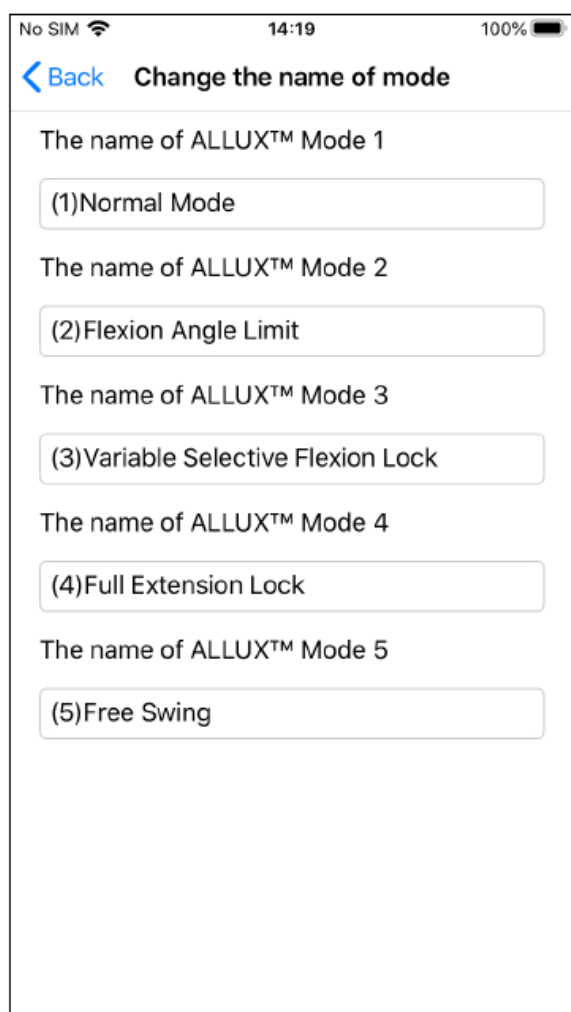 No SIM 14:19 100%
Back Change the name of mode
The name of ALLUX™ Mode 1
(1)Normal Mode
The name of ALLUX™ Mode 2
(2)Flexion Angle Limit
The name of ALLUX™ Mode 3
(3)Variable Selective Flexion Lock
The name of ALLUX™ Mode 4
(4)Full Extension Lock
The name of ALLUX™ Mode 5
(5)Free Swing